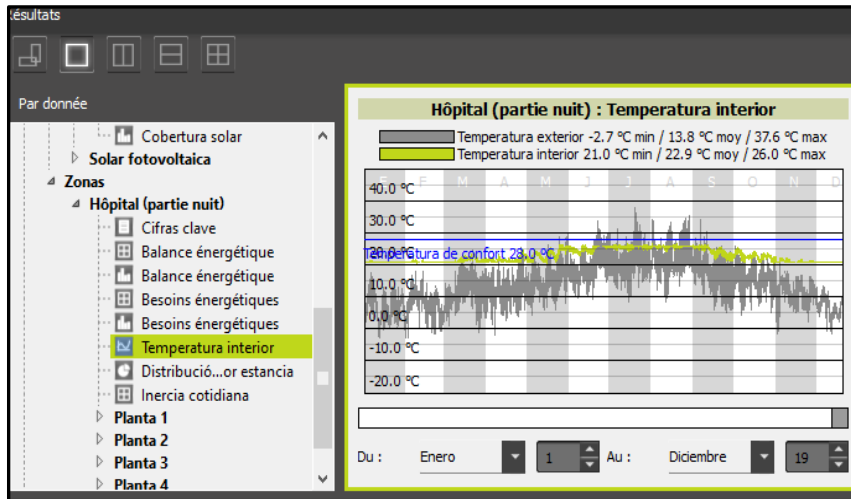 Résultats
Par donnée
Cobertura solar
Solar fotovoltaica
Zonas
Hôpital (partie nuit)
Cifras clave
Balance énergétique
Balance énergétique
Besoins énergétiques
Besoins énergétiques
Temperatura interior
Distribució...or estancia
Inercia cotidiana
Planta 1
Planta 2
Planta 3
Planta 4
Hôpital (partie nuit) : Temperatura interior
Temperatura exterior -2.7 °C min / 13.8 °C moy / 37.6 °C max
Temperatura interior 21.0 °C min / 22.9 °C moy / 26.0 °C max
E F M A M J J A S O N D
40.0 °C
30.0 °C
20.0 °C
Temperatura de confort 28.0 °C
10.0 °C
0.0 °C
-10.0 °C
-20.0 °C
Du : Enero 1 Au : Diciembre 19